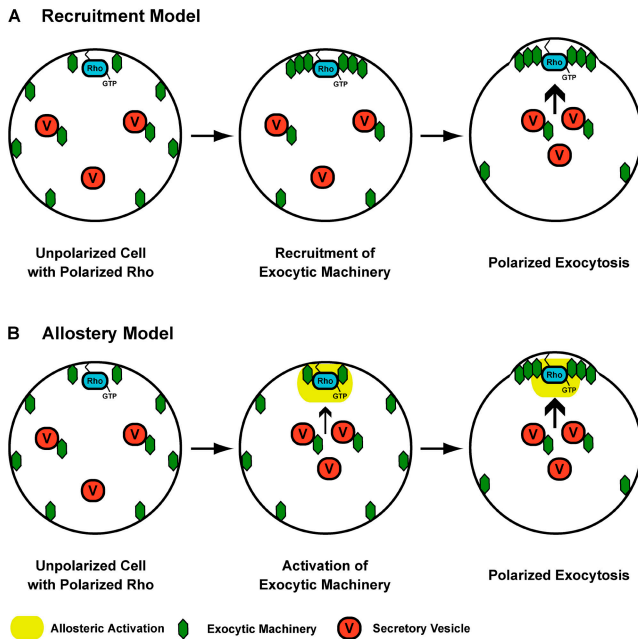 A Recruitment Model
Rho
GTP
V
V
V
Rho
GTP
V
V
V
Rho
GTP
V
V
V
Unpolarized Cell
with Polarized Rho
Recruitment of
Exocytic Machinery
Polarized Exocytosis
B Allostery Model
Rho
GTP
V
V
V
Rho
GTP
V
V
V
Rho
GTP
V
V
V
Unpolarized Cell
with Polarized Rho
Activation of
Exocytic Machinery
Polarized Exocytosis
Allosteric Activation
Exocytic Machinery
V Secretory Vesicle